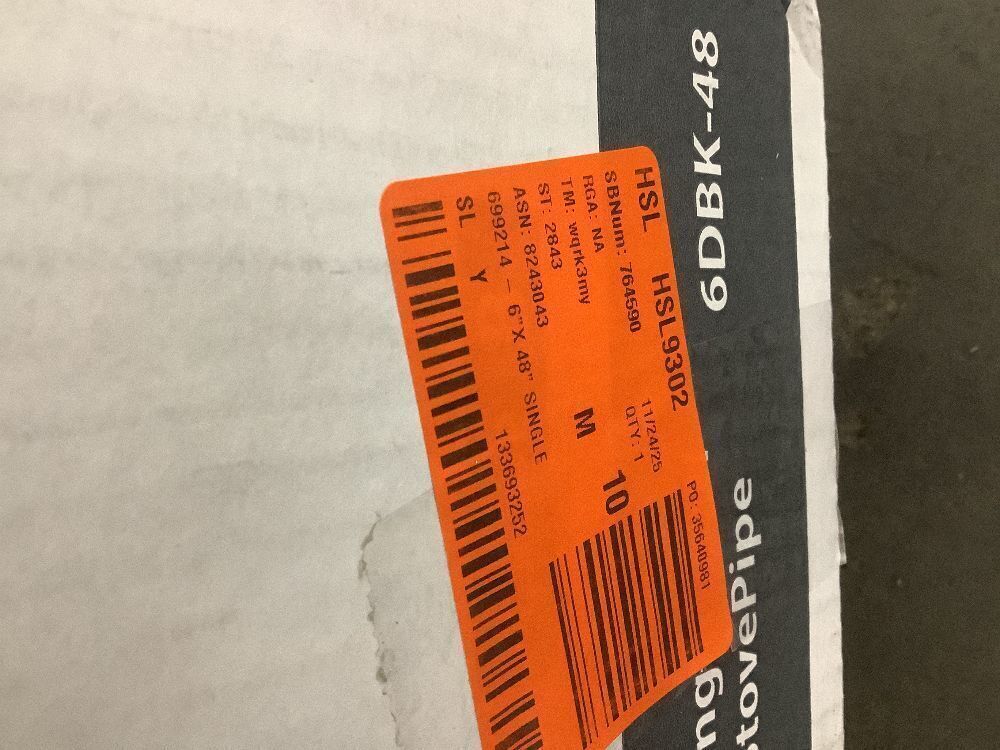 6DBK-48
StovePipe
HSL HSL9302
SBNum: 764590 11/24/25
RGA: NA QTY: 1
TM: wqrk3my
ST: 2843 M 10
ASN: 8243043
699214 - 6"X 48" SINGLE
SL Y 133693252
PO: 35640981